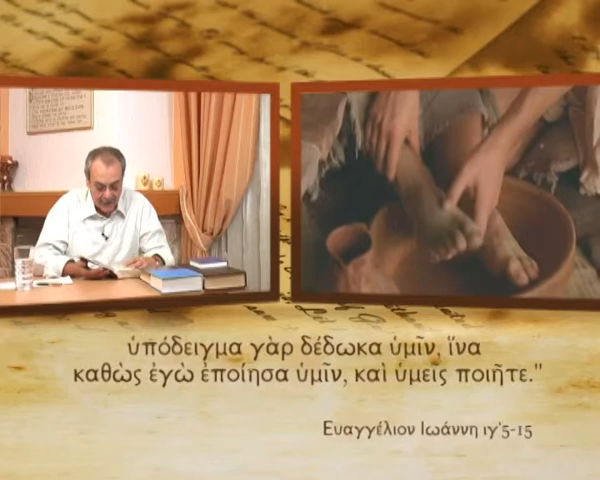 ὑπόδειγμα γὰρ δέδωκα ὑμῖν, ἵνα
καθὼς ἐγὼ ἐποίησα ὑμῖν, καὶ ὑμεῖς ποιῆτε."
Ευαγγέλιον Ιωάννη ιγ'5-15